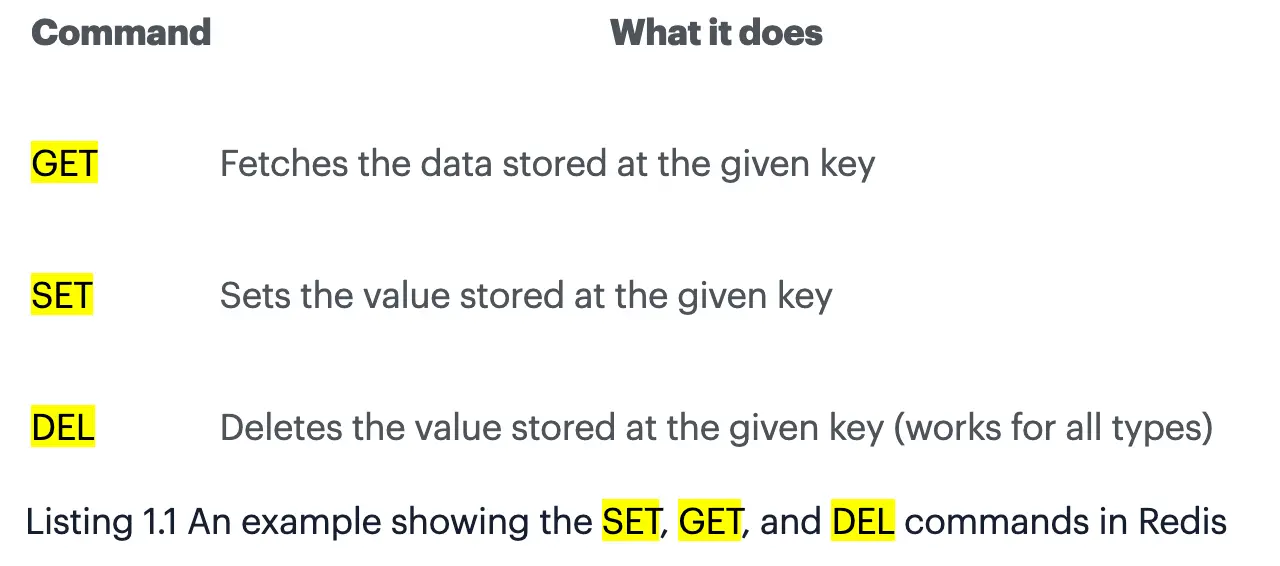 Command What it does
GET Fetches the data stored at the given key
SET Sets the value stored at the given key
DEL Deletes the value stored at the given key (works for all types)
Listing 1.1 An example showing the SET, GET, and DEL commands in Redis